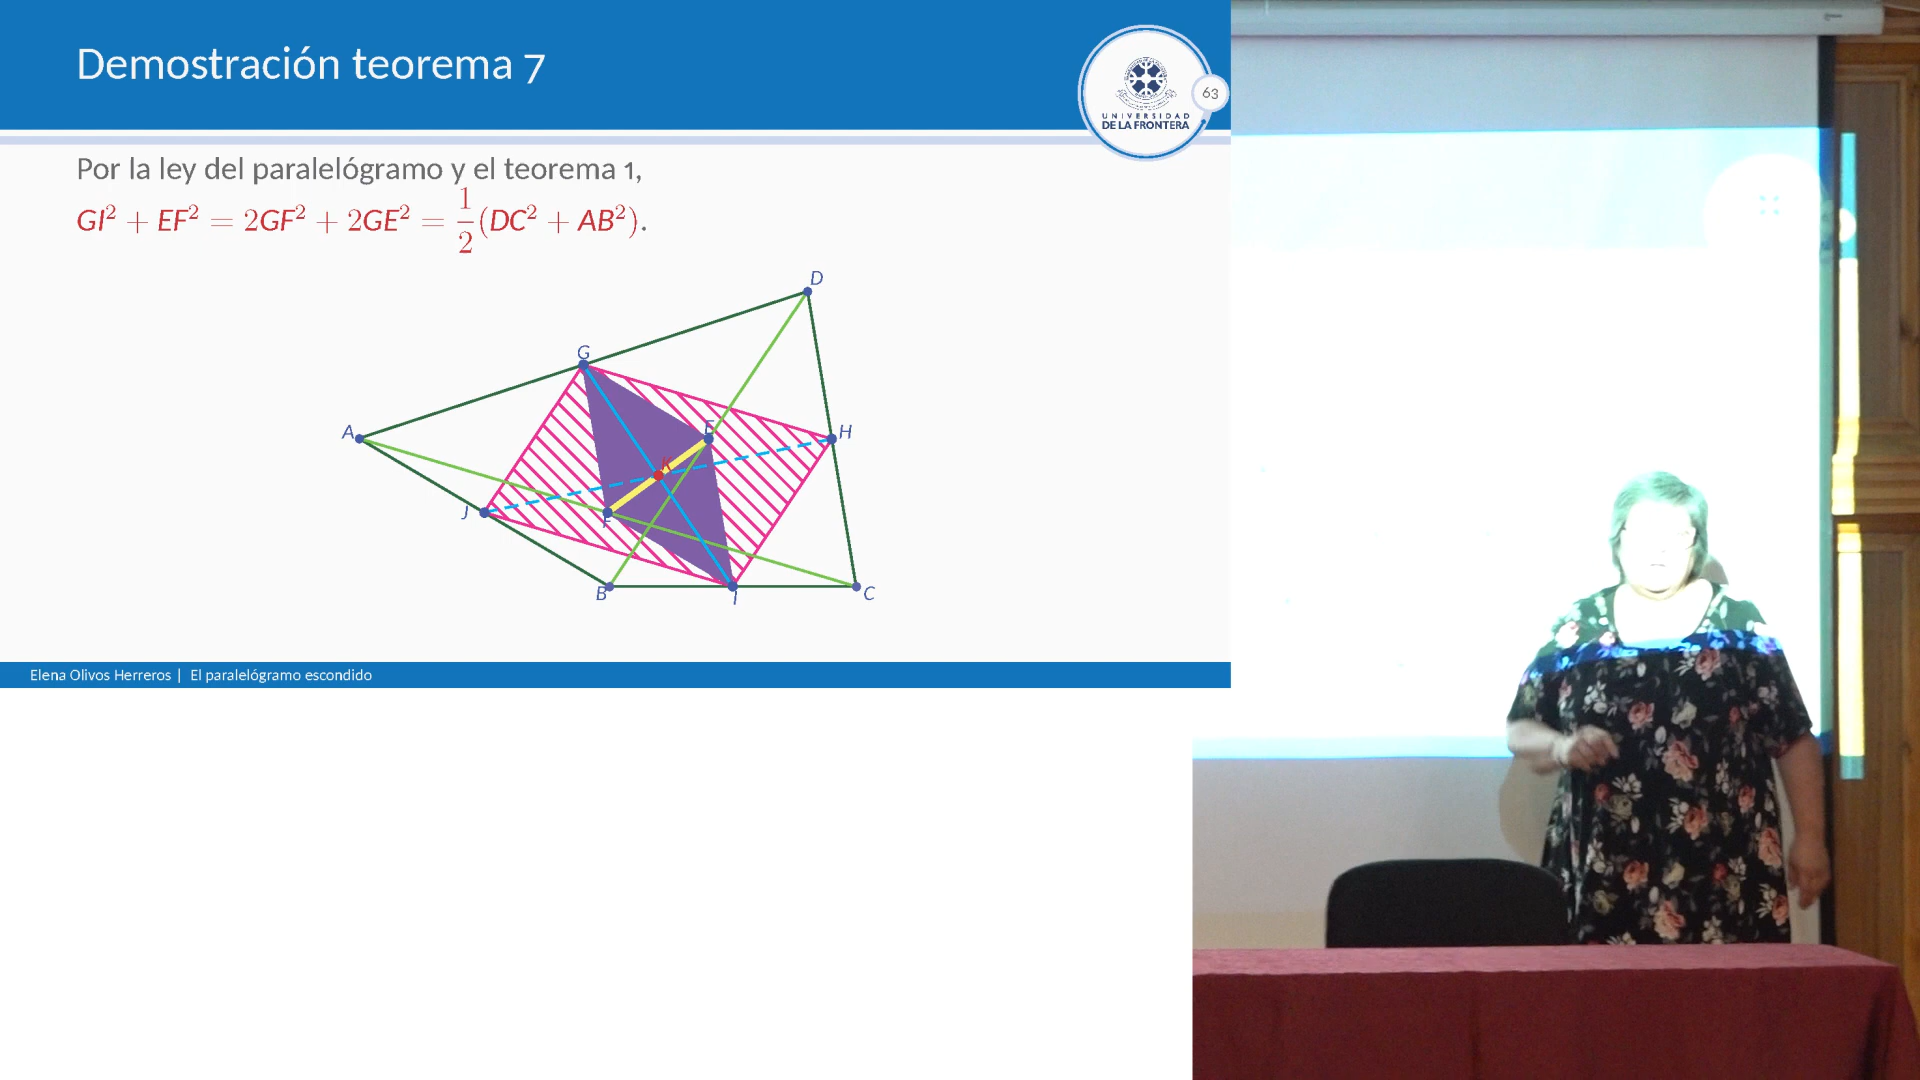 Demostración teorema 7
63
UNIVERSIDAD
DE LA FRONTERA
Por la ley del paralelógramo y el teorema 1,
GI² + EF² = 2GF² + 2GE² = 1/2 (DC² + AB²).
D
G
A
E
H
K
J
F
B
I
C
Elena Olivos Herreros | El paralelógramo escondido